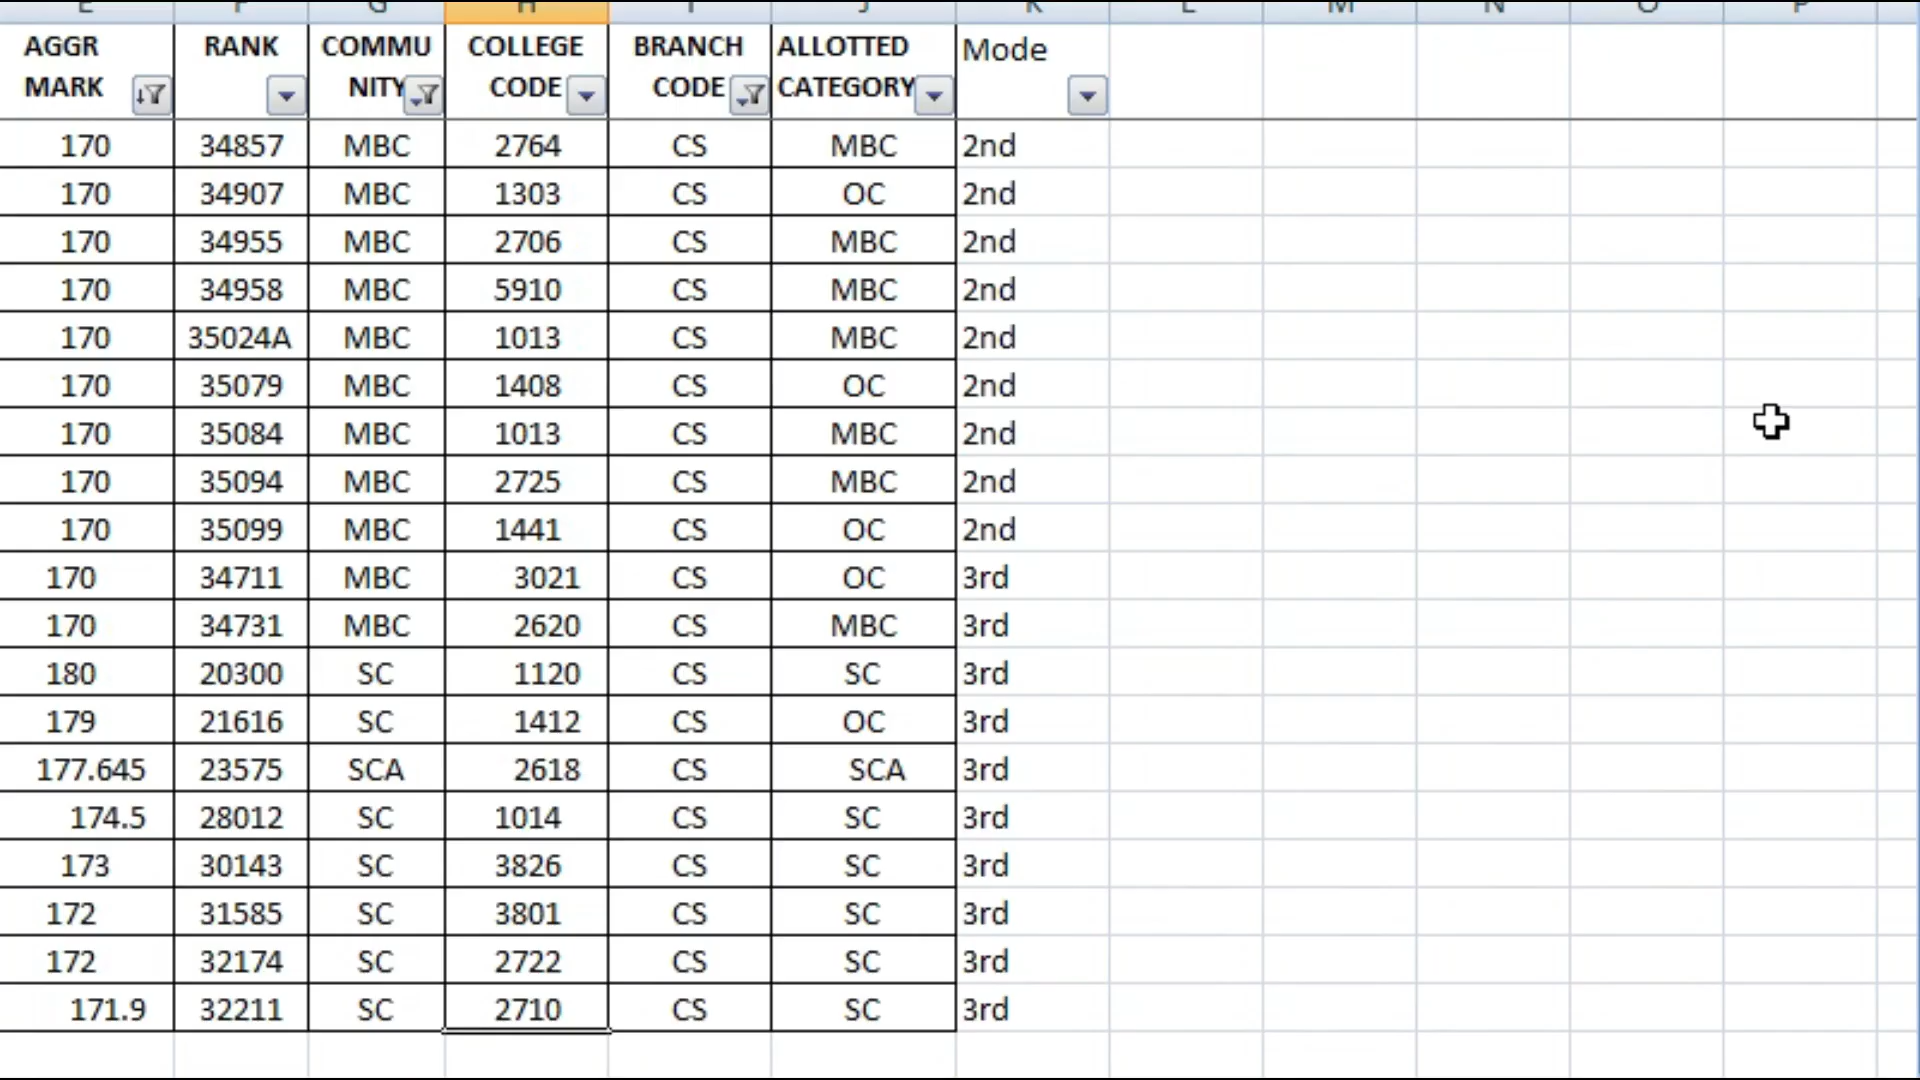 E F G H I J K L M N O P
AGGR MARK RANK COMMU NITY COLLEGE CODE BRANCH CODE ALLOTTED CATEGORY Mode
170 34857 MBC 2764 CS MBC 2nd
170 34907 MBC 1303 CS OC 2nd
170 34955 MBC 2706 CS MBC 2nd
170 34958 MBC 5910 CS MBC 2nd
170 35024A MBC 1013 CS MBC 2nd
170 35079 MBC 1408 CS OC 2nd
170 35084 MBC 1013 CS MBC 2nd
170 35094 MBC 2725 CS MBC 2nd
170 35099 MBC 1441 CS OC 2nd
170 34711 MBC 3021 CS OC 3rd
170 34731 MBC 2620 CS MBC 3rd
180 20300 SC 1120 CS SC 3rd
179 21616 SC 1412 CS OC 3rd
177.645 23575 SCA 2618 CS SCA 3rd
174.5 28012 SC 1014 CS SC 3rd
173 30143 SC 3826 CS SC 3rd
172 31585 SC 3801 CS SC 3rd
172 32174 SC 2722 CS SC 3rd
171.9 32211 SC 2710 CS SC 3rd